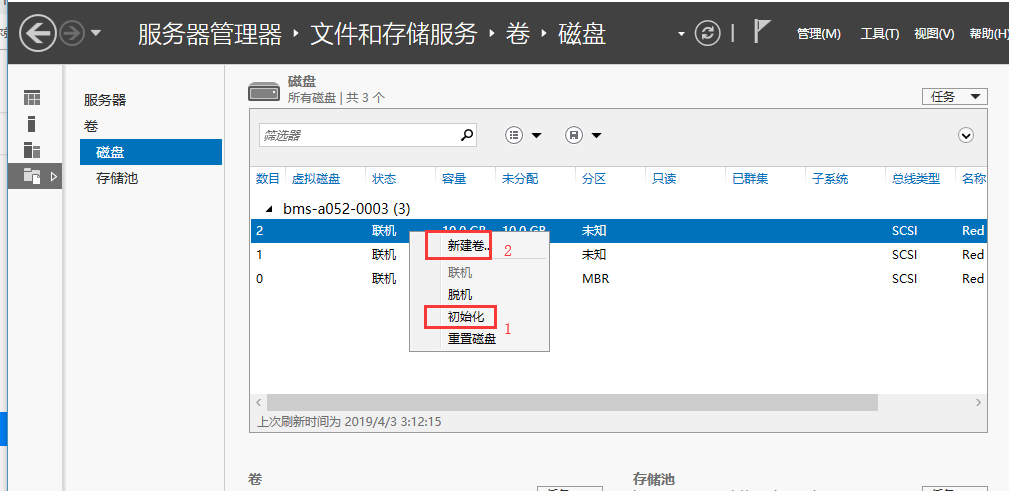 服务器管理器 ‣ 文件和存储服务 ‣ 卷 ‣ 磁盘
管理(M) 工具(T) 视图(V) 帮助(H)
服务器
卷
磁盘
存储池
磁盘
所有磁盘 | 共 3 个
任务
筛选器
数目 虚拟磁盘 状态 容量 未分配 分区 只读 已群集 子系统 总线类型 名称
bms-a052-0003 (3)
2 联机 10.0 GB 10.0 GB 未知 SCSI Red
1 联机 未知 SCSI Red
0 联机 MBR SCSI Red
新建卷... 2
联机
脱机
初始化 1
重置磁盘
上次刷新时间为 2019/4/3 3:12:15
卷 存储池
任务 任务